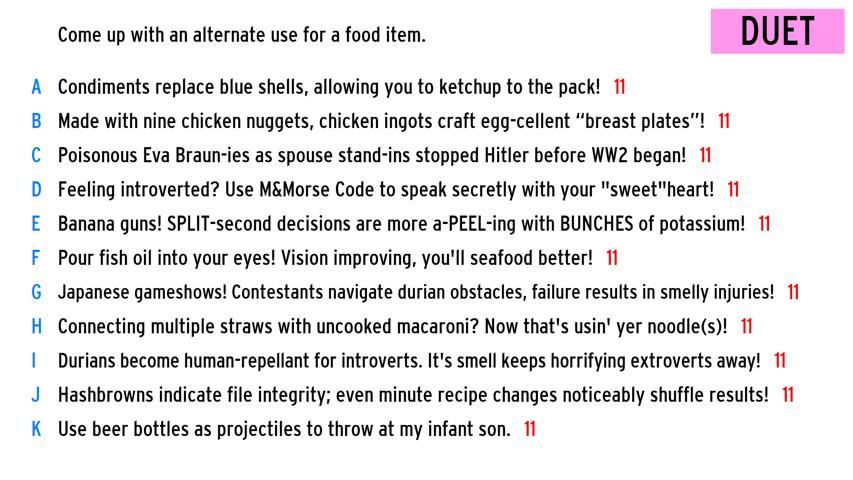 Come up with an alternate use for a food item.
DUET
A Condiments replace blue shells, allowing you to ketchup to the pack! 11
B Made with nine chicken nuggets, chicken ingots craft egg-cellent “breast plates”! 11
C Poisonous Eva Braun-ies as spouse stand-ins stopped Hitler before WW2 began! 11
D Feeling introverted? Use M&Morse Code to speak secretly with your "sweet"heart! 11
E Banana guns! SPLIT-second decisions are more a-PEEL-ing with BUNCHES of potassium! 11
F Pour fish oil into your eyes! Vision improving, you'll seafood better! 11
G Japanese gameshows! Contestants navigate durian obstacles, failure results in smelly injuries! 11
H Connecting multiple straws with uncooked macaroni? Now that's usin' yer noodle(s)! 11
I Durians become human-repellant for introverts. It's smell keeps horrifying extroverts away! 11
J Hashbrowns indicate file integrity; even minute recipe changes noticeably shuffle results! 11
K Use beer bottles as projectiles to throw at my infant son. 11